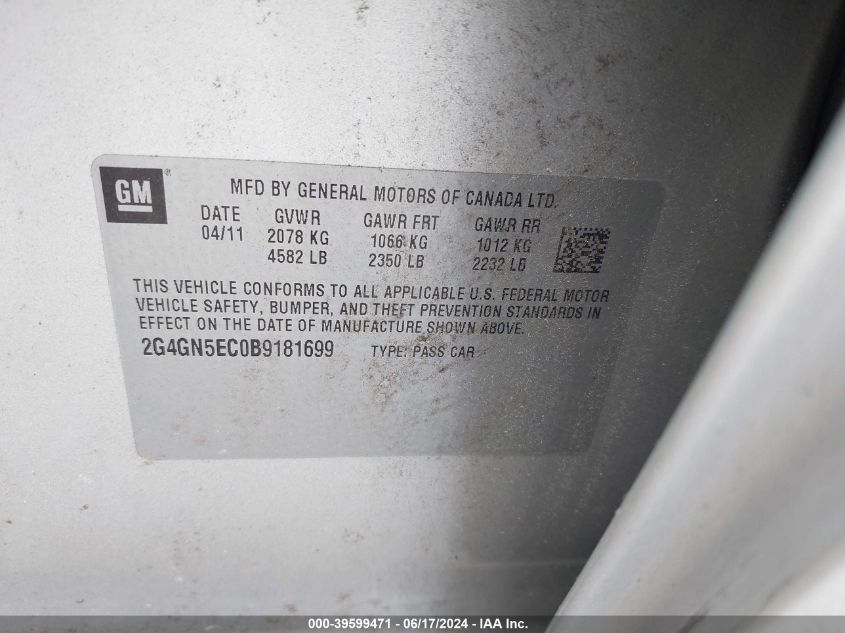 GM ®
MFD BY GENERAL MOTORS OF CANADA LTD.
DATE GVWR GAWR FRT GAWR RR
04/11 2078 KG 1066 KG 1012 KG
4582 LB 2350 LB 2232 LB
THIS VEHICLE CONFORMS TO ALL APPLICABLE U.S. FEDERAL MOTOR
VEHICLE SAFETY, BUMPER, AND THEFT PREVENTION STANDARDS IN
EFFECT ON THE DATE OF MANUFACTURE SHOWN ABOVE.
2G4GN5EC0B9181699 TYPE: PASS CAR
000-39599471 - 06/17/2024 - IAA Inc.